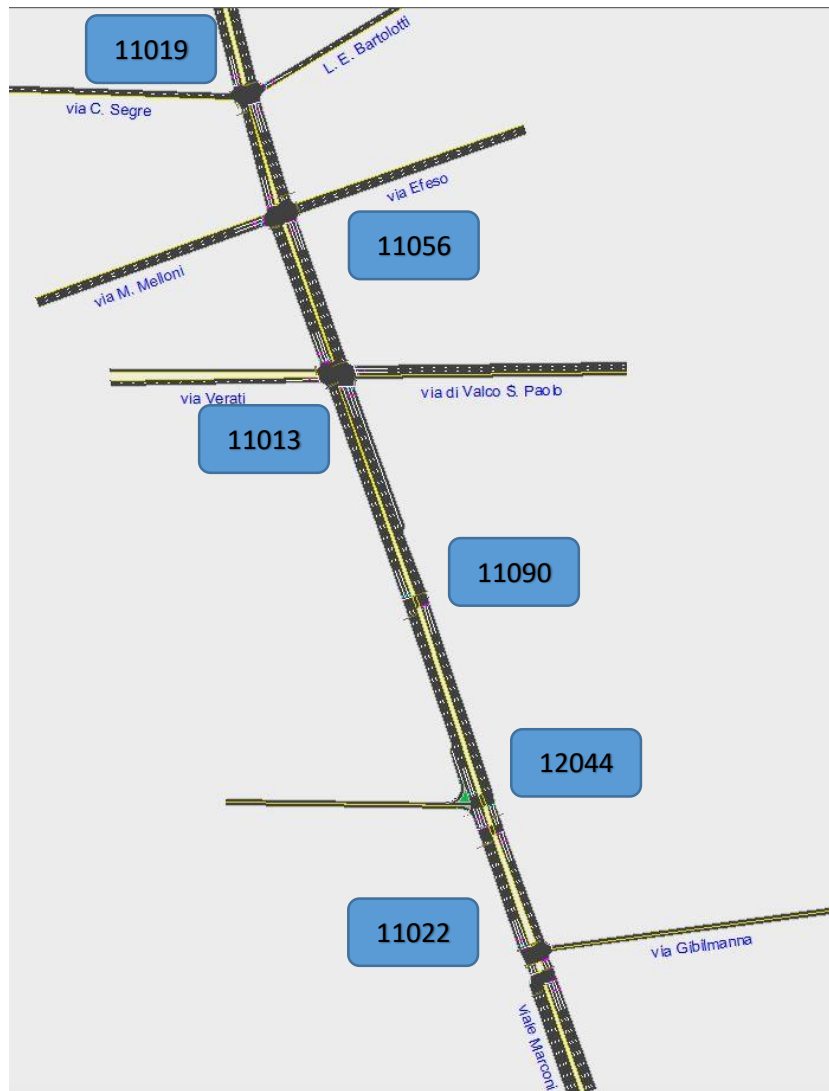 11019
L. E. Bartolotti
via C. Segre
via Efeso
11056
via M. Melloni
via Verati
via di Valco S. Paolo
11013
11090
12044
11022
via Gibilmanna
viale Marconi